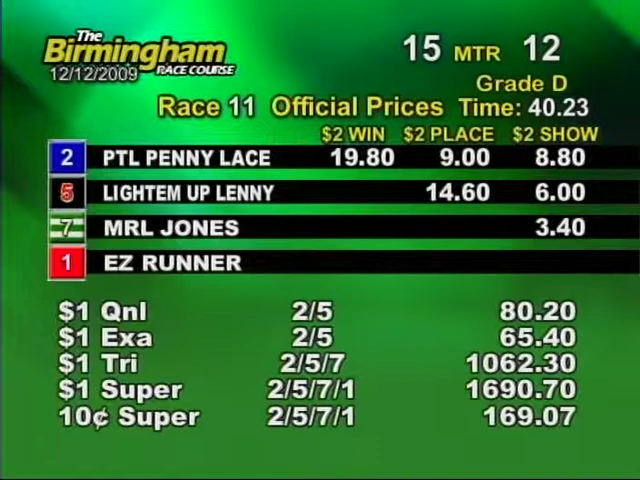 The
Birmingham
RACE COURSE
12/12/2009
15 MTR 12
Grade D
Race 11 Official Prices Time: 40.23
$2 WIN $2 PLACE $2 SHOW
2 PTL PENNY LACE 19.80 9.00 8.80
5 LIGHTEM UP LENNY 14.60 6.00
7 MRL JONES 3.40
1 EZ RUNNER
$1 Qnl 2/5 80.20
$1 Exa 2/5 65.40
$1 Tri 2/5/7 1062.30
$1 Super 2/5/7/1 1690.70
10¢ Super 2/5/7/1 169.07